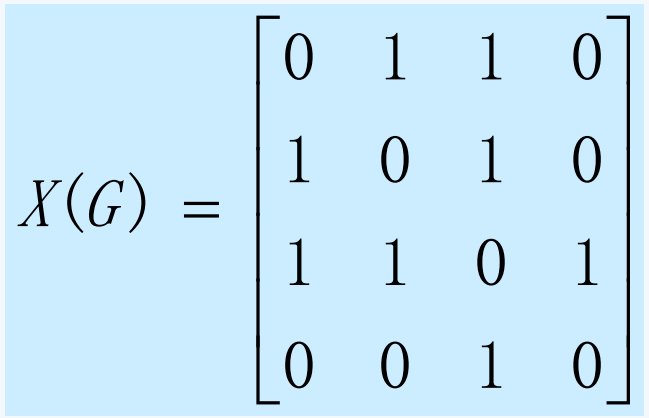 0 1 1 0
1 0 1 0
X(G) =
1 1 0 1
0 0 1 0